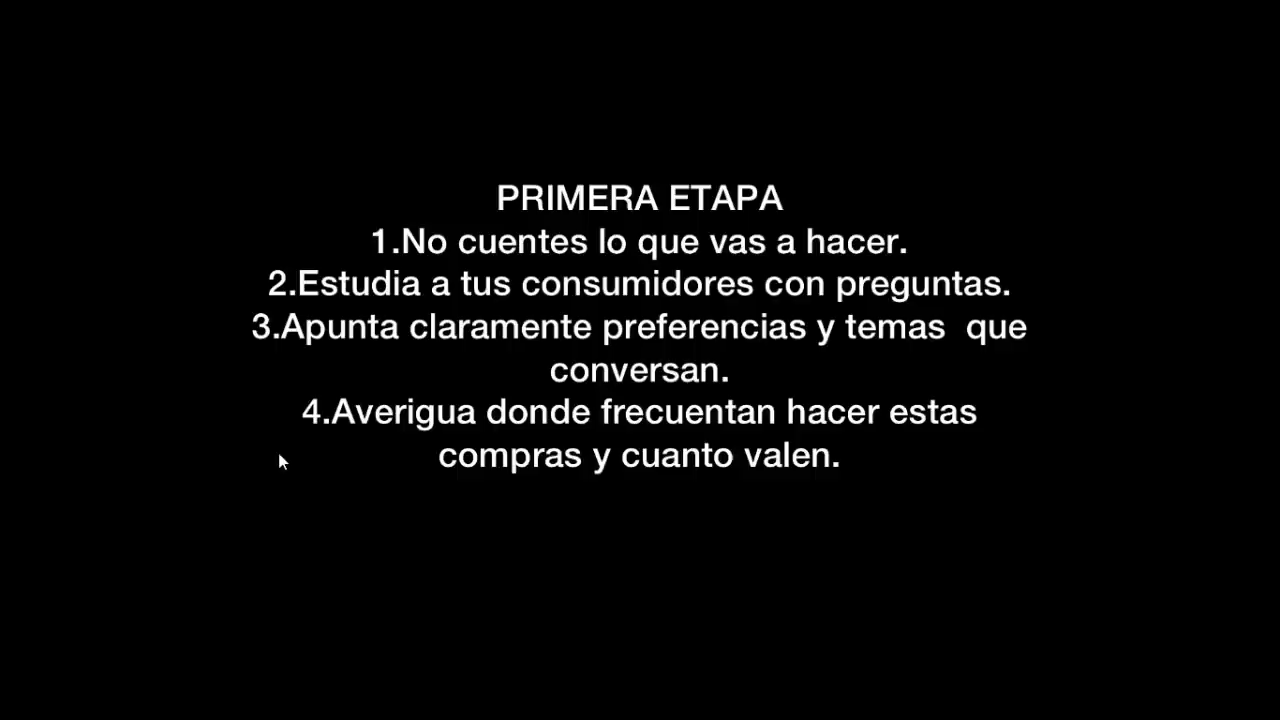 PRIMERA ETAPA
1.No cuentes lo que vas a hacer.
2.Estudia a tus consumidores con preguntas.
3.Apunta claramente preferencias y temas  que
conversan.
4.Averigua donde frecuentan hacer estas
compras y cuanto valen.